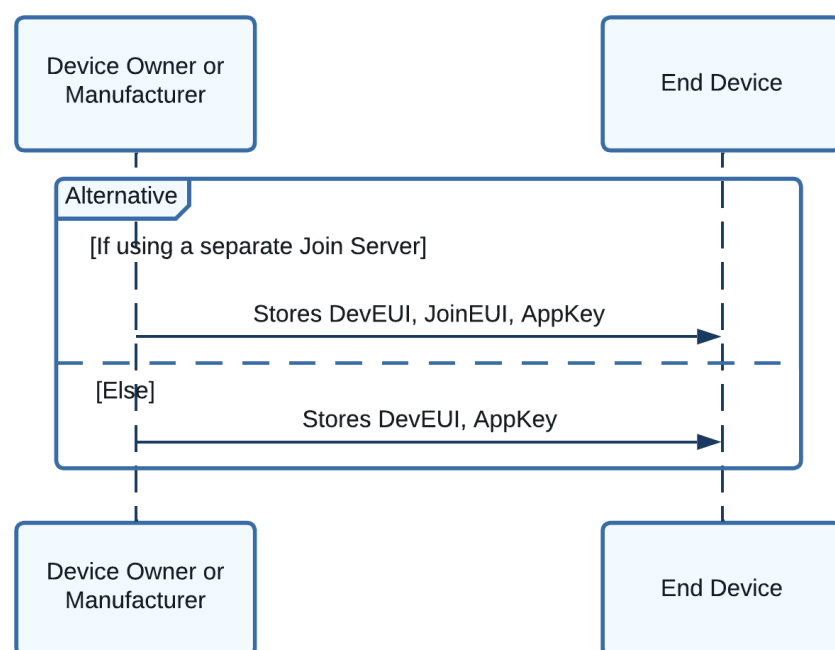 Device Owner or
Manufacturer
End Device
Alternative
[If using a separate Join Server]
Stores DevEUI, JoinEUI, AppKey
[Else]
Stores DevEUI, AppKey
Device Owner or
Manufacturer
End Device